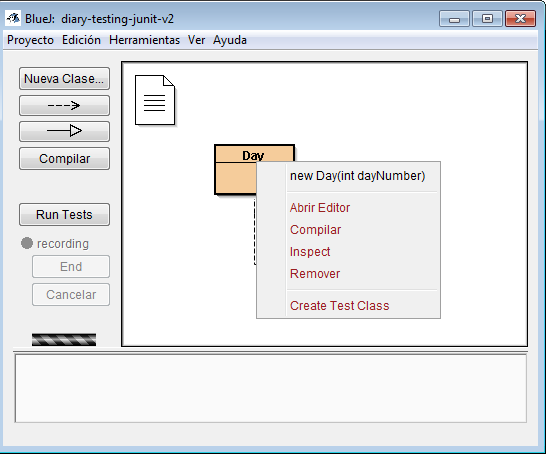 BlueJ: diary-testing-junit-v2
Proyecto Edición Herramientas Ver Ayuda
Nueva Clase...
Compilar
Run Tests
recording
End
Cancelar
Day
new Day(int dayNumber)
Abrir Editor
Compilar
Inspect
Remover
Create Test Class